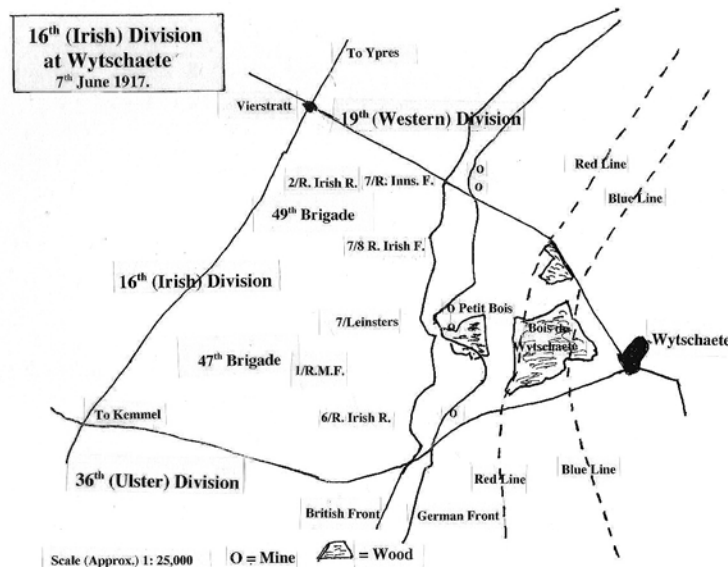 16th (Irish) Division
at Wytschaete
7th June 1917.
To Ypres
Vierstratt
19th (Western) Division
Red Line
2/R. Irish R.
7/R. Inns. F.
Blue Line
49th Brigade
7/8 R. Irish F.
16th (Irish) Division
Petit Bois
7/Leinsters
Bois de
Wytschaete
Wytschaete
47th Brigade
1/R.M.F.
To Kemmel
6/R. Irish R.
36th (Ulster) Division
Red Line
Blue Line
British Front
German Front
Scale (Approx.) 1: 25,000
O = Mine
= Wood